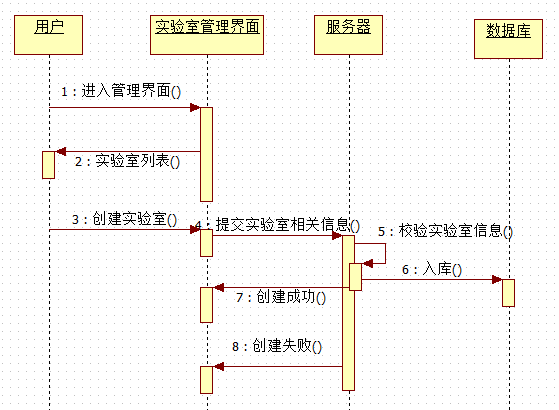 用户
实验室管理界面
服务器
数据库
1：进入管理界面()
2：实验室列表()
3：创建实验室()
4：提交实验室相关信息()
5：校验实验室信息()
6：入库()
7：创建成功()
8：创建失败()